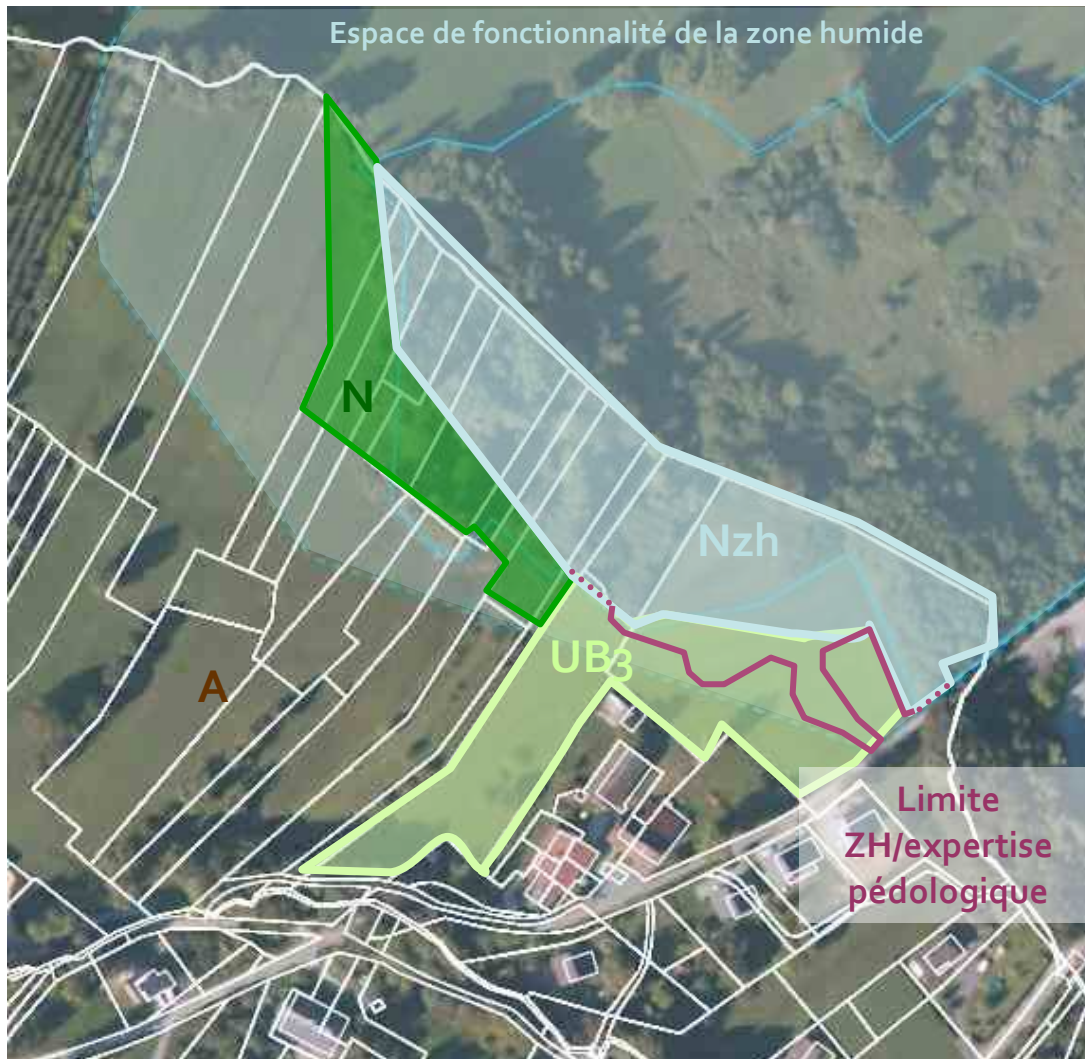 Espace de fonctionnalité de la zone humide
N
Nzh
UB3
A
Limite
ZH/expertise
pédologique